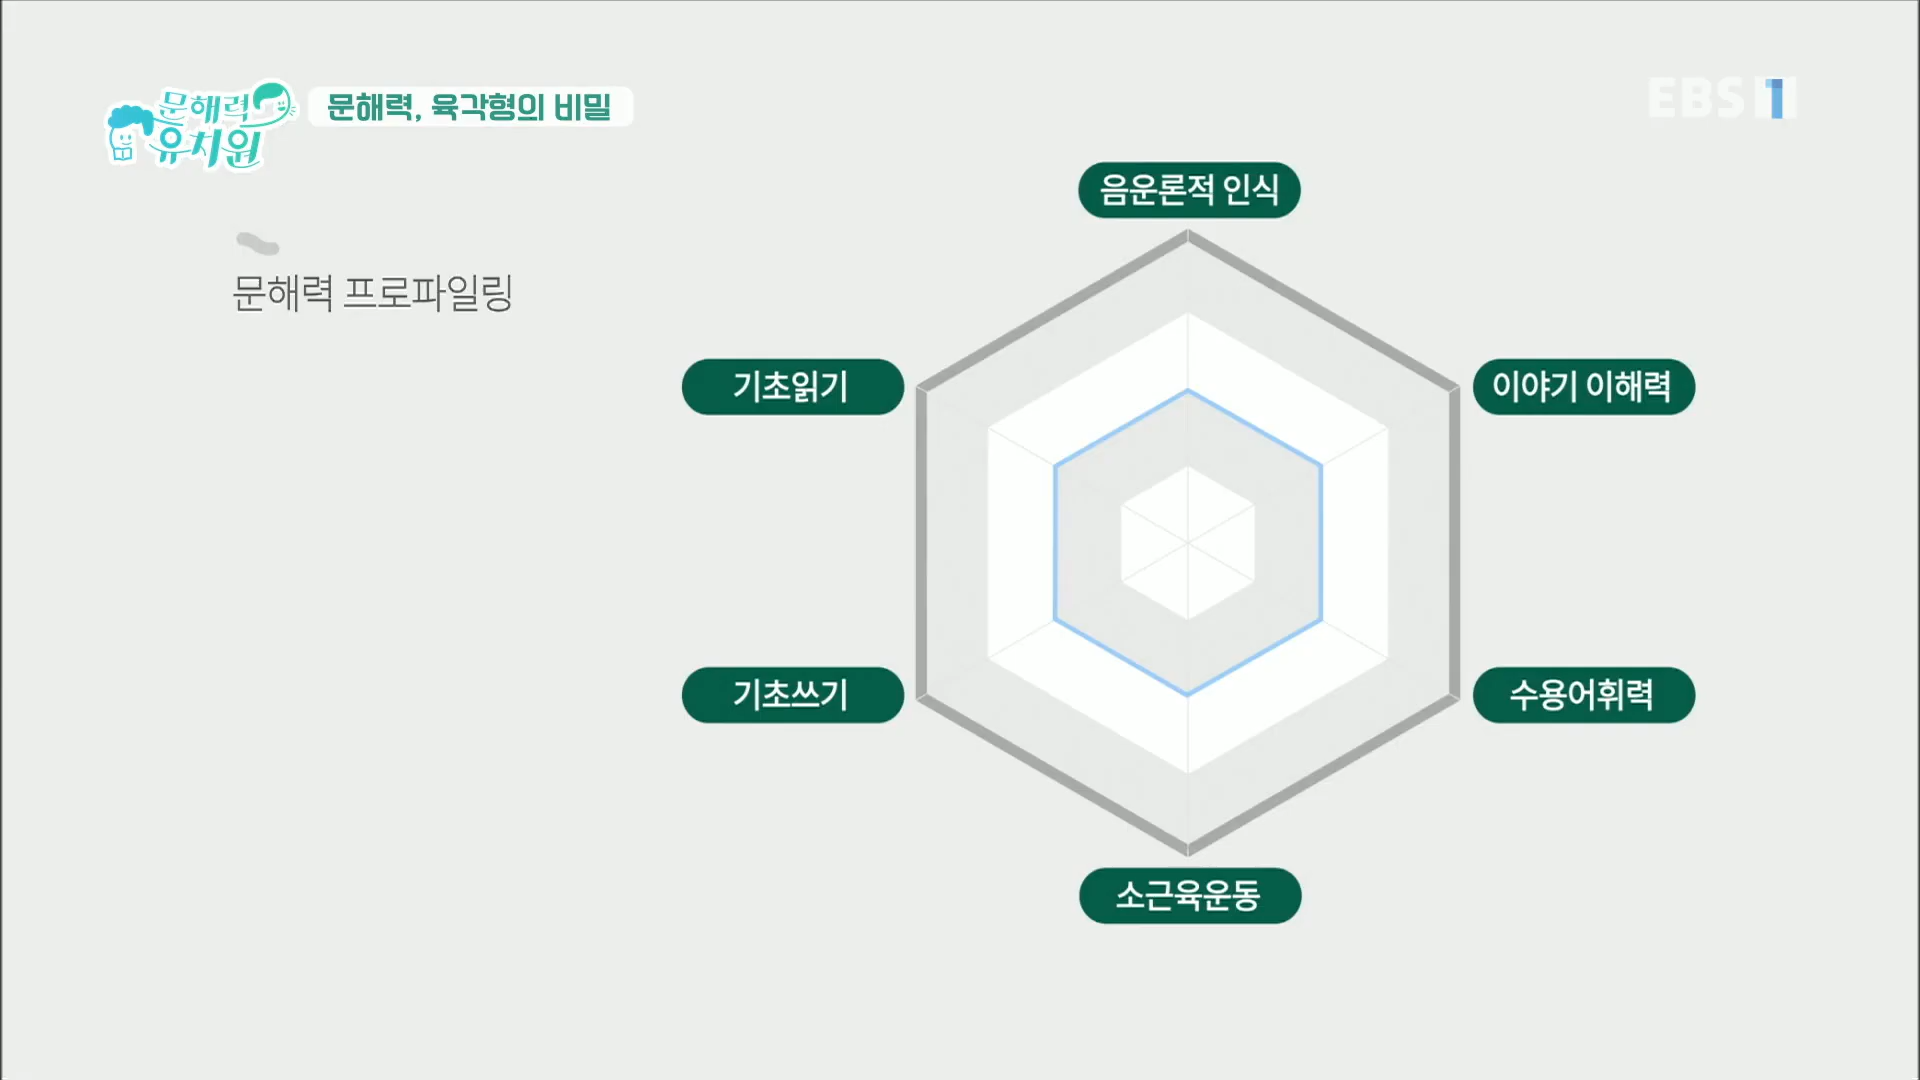 문해력
유치원
문해력, 육각형의 비밀
EBS 1
문해력 프로파일링
음운론적 인식
기초읽기
이야기 이해력
기초쓰기
수용어휘력
소근육운동